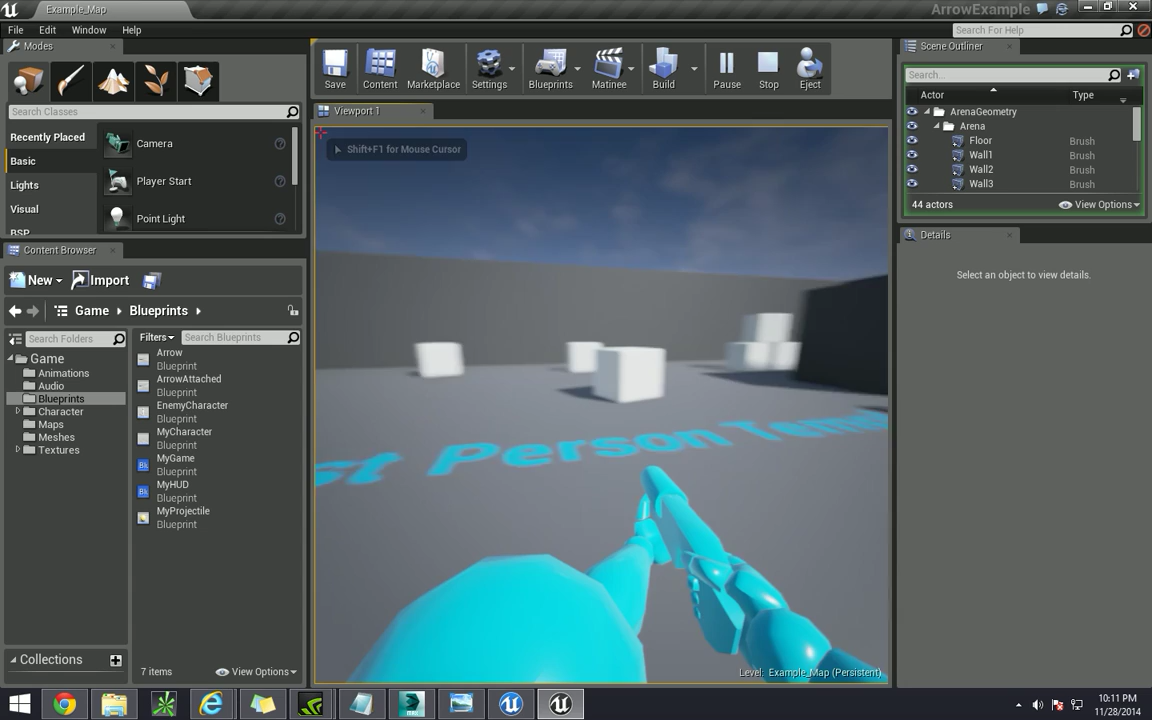 Example_Map
ArrowExample
File
Edit
Window
Help
Search For Help
Modes
Search Classes
Recently Placed
Basic
Lights
Visual
BSP
Camera
Player Start
Point Light
Save
Content
Marketplace
Settings
Blueprints
Matinee
Build
Pause
Stop
Eject
Viewport 1
Shift+F1 for Mouse Cursor
Person
Level: Example_Map (Persistent)
Scene Outliner
Search...
Actor
Type
ArenaGeometry
Arena
Floor Brush
Wall1 Brush
Wall2 Brush
Wall3 Brush
44 actors
View Options
Details
Select an object to view details.
Content Browser
New
Import
Game
Blueprints
Search Folders
Game
Animations
Audio
Blueprints
Character
Maps
Meshes
Textures
Collections
Filters
Search Blueprints
Arrow
Blueprint
ArrowAttached
Blueprint
EnemyCharacter
Blueprint
MyCharacter
Blueprint
MyGame
Blueprint
MyHUD
Blueprint
MyProjectile
Blueprint
7 items
View Options
10:11 PM
11/28/2014